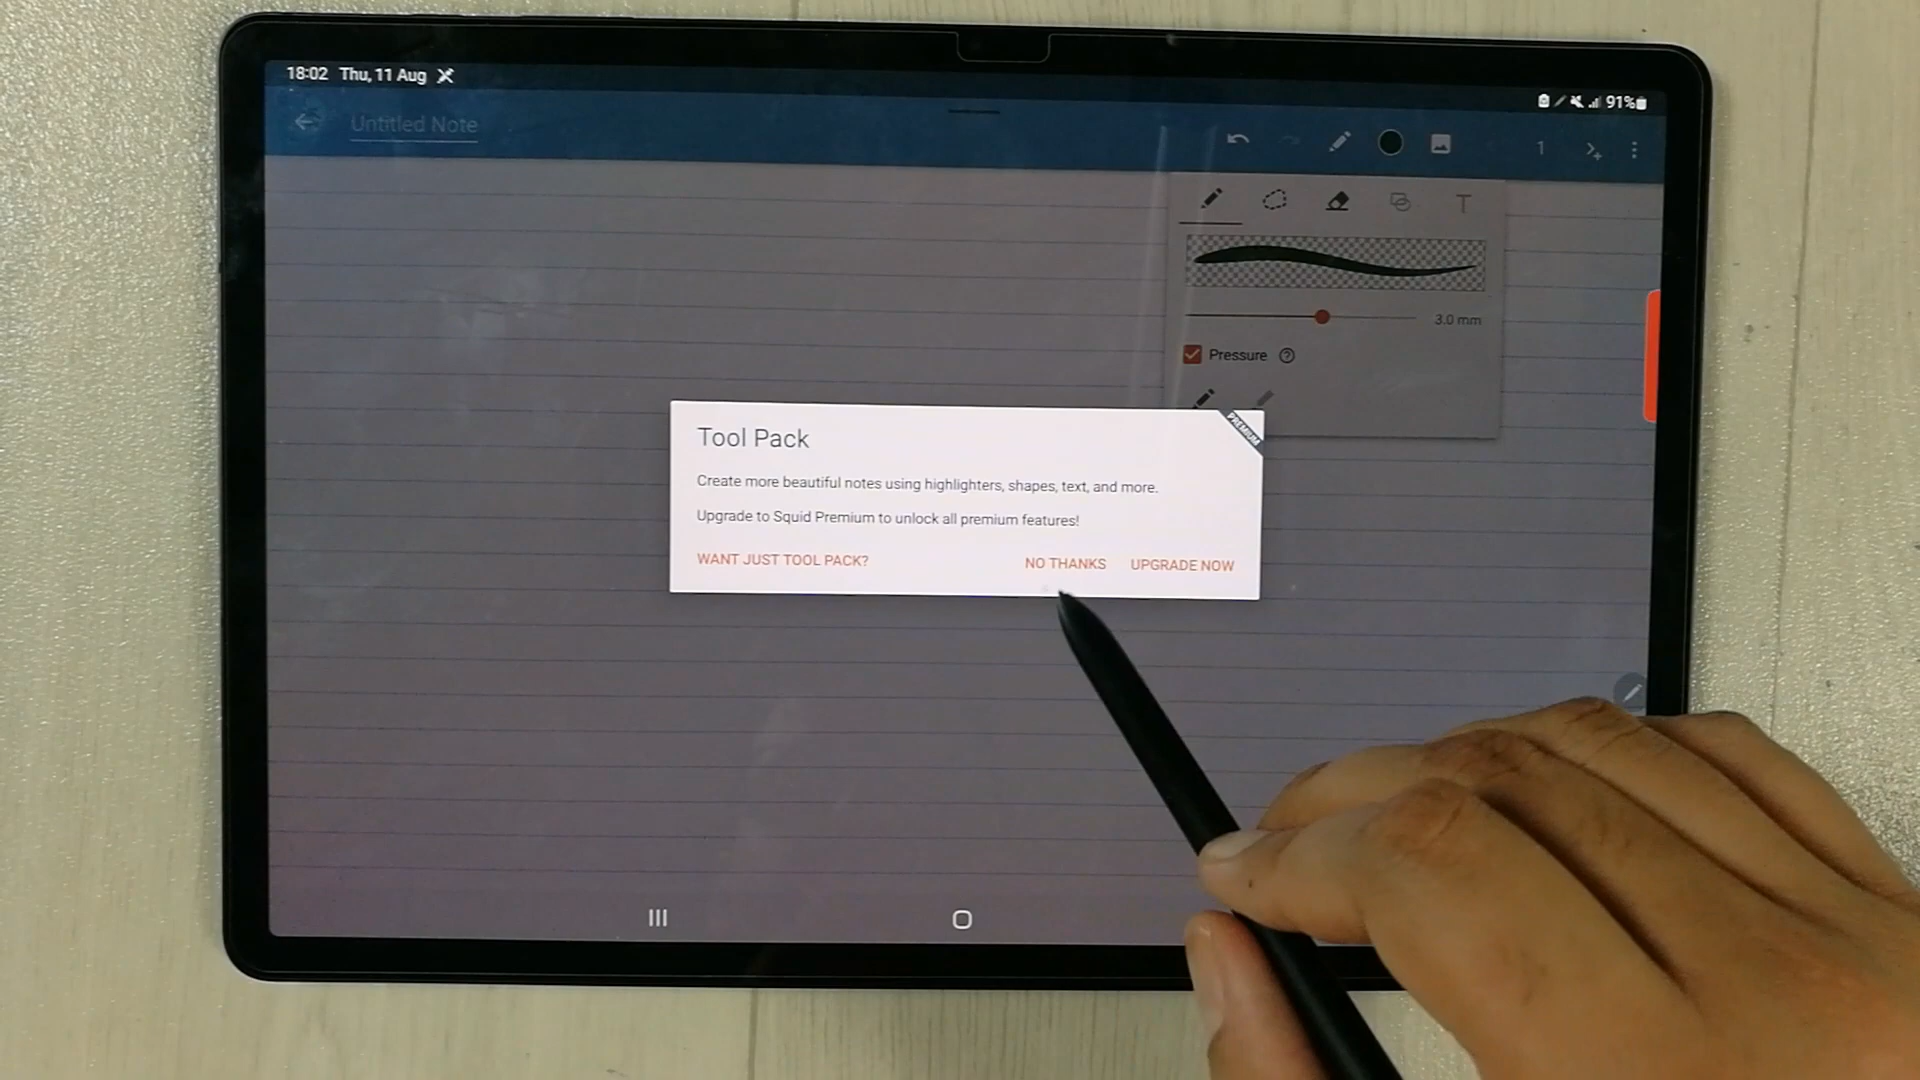 18:02 Thu, 11 Aug
91%
Untitled Note
1
T
3.0 mm
Pressure ?
PREMIUM
Tool Pack
Create more beautiful notes using highlighters, shapes, text, and more.
Upgrade to Squid Premium to unlock all premium features!
WANT JUST TOOL PACK? NO THANKS UPGRADE NOW